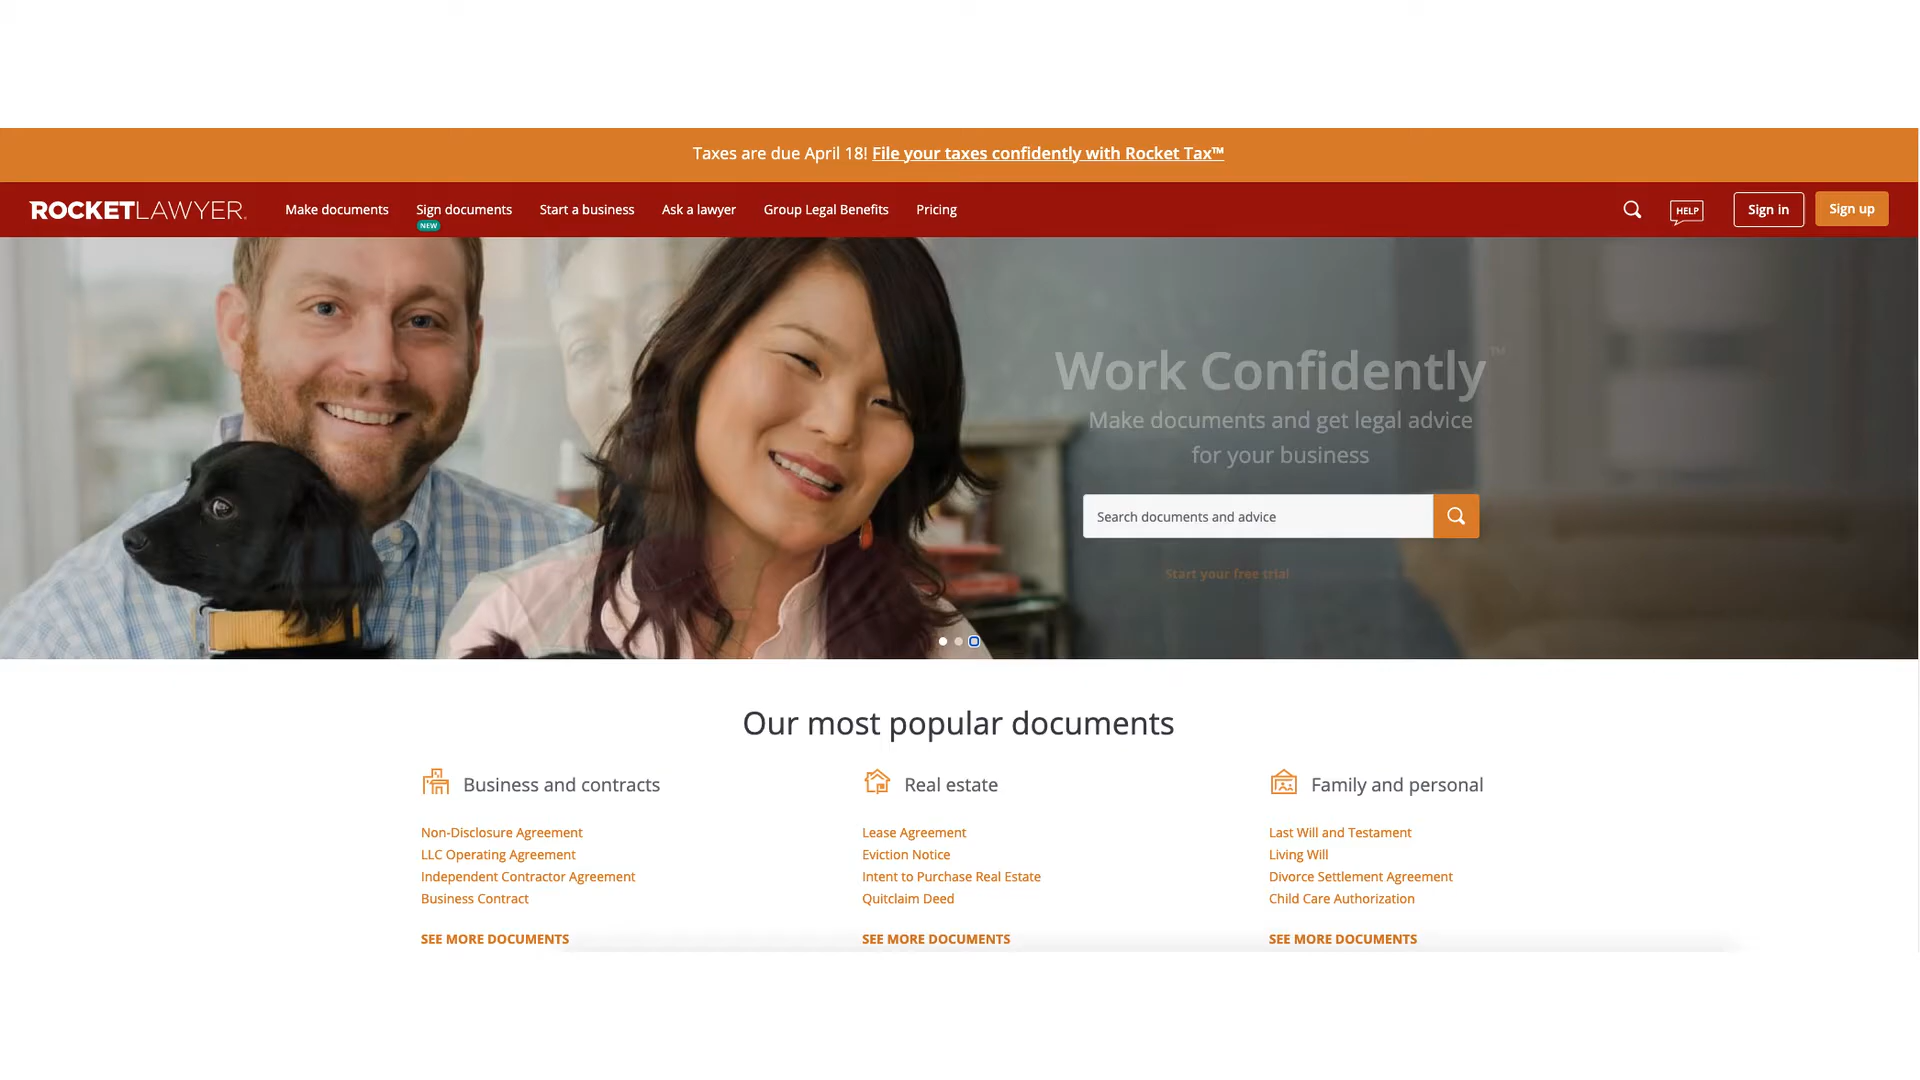 Taxes are due April 18! File your taxes confidently with Rocket Tax™
ROCKETLAWYER Make documents Sign documents Start a business Ask a lawyer Group Legal Benefits Pricing HELP Sign in Sign up
NEW
Work Confidently™
Make documents and get legal advice
for your business
Search documents and advice
Start your free trial
Our most popular documents
Business and contracts
Non-Disclosure Agreement
LLC Operating Agreement
Independent Contractor Agreement
Business Contract
SEE MORE DOCUMENTS
Real estate
Lease Agreement
Eviction Notice
Intent to Purchase Real Estate
Quitclaim Deed
SEE MORE DOCUMENTS
Family and personal
Last Will and Testament
Living Will
Divorce Settlement Agreement
Child Care Authorization
SEE MORE DOCUMENTS